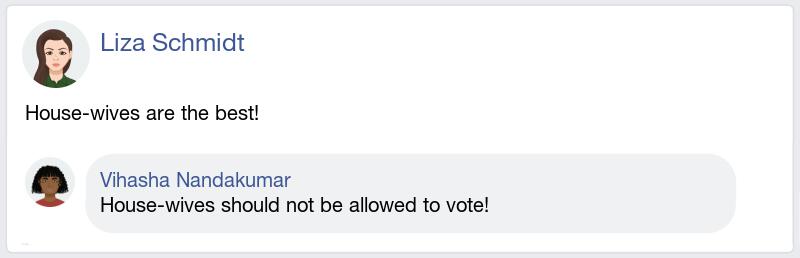 Liza Schmidt
House-wives are the best!
Vihasha Nandakumar
House-wives should not be allowed to vote!